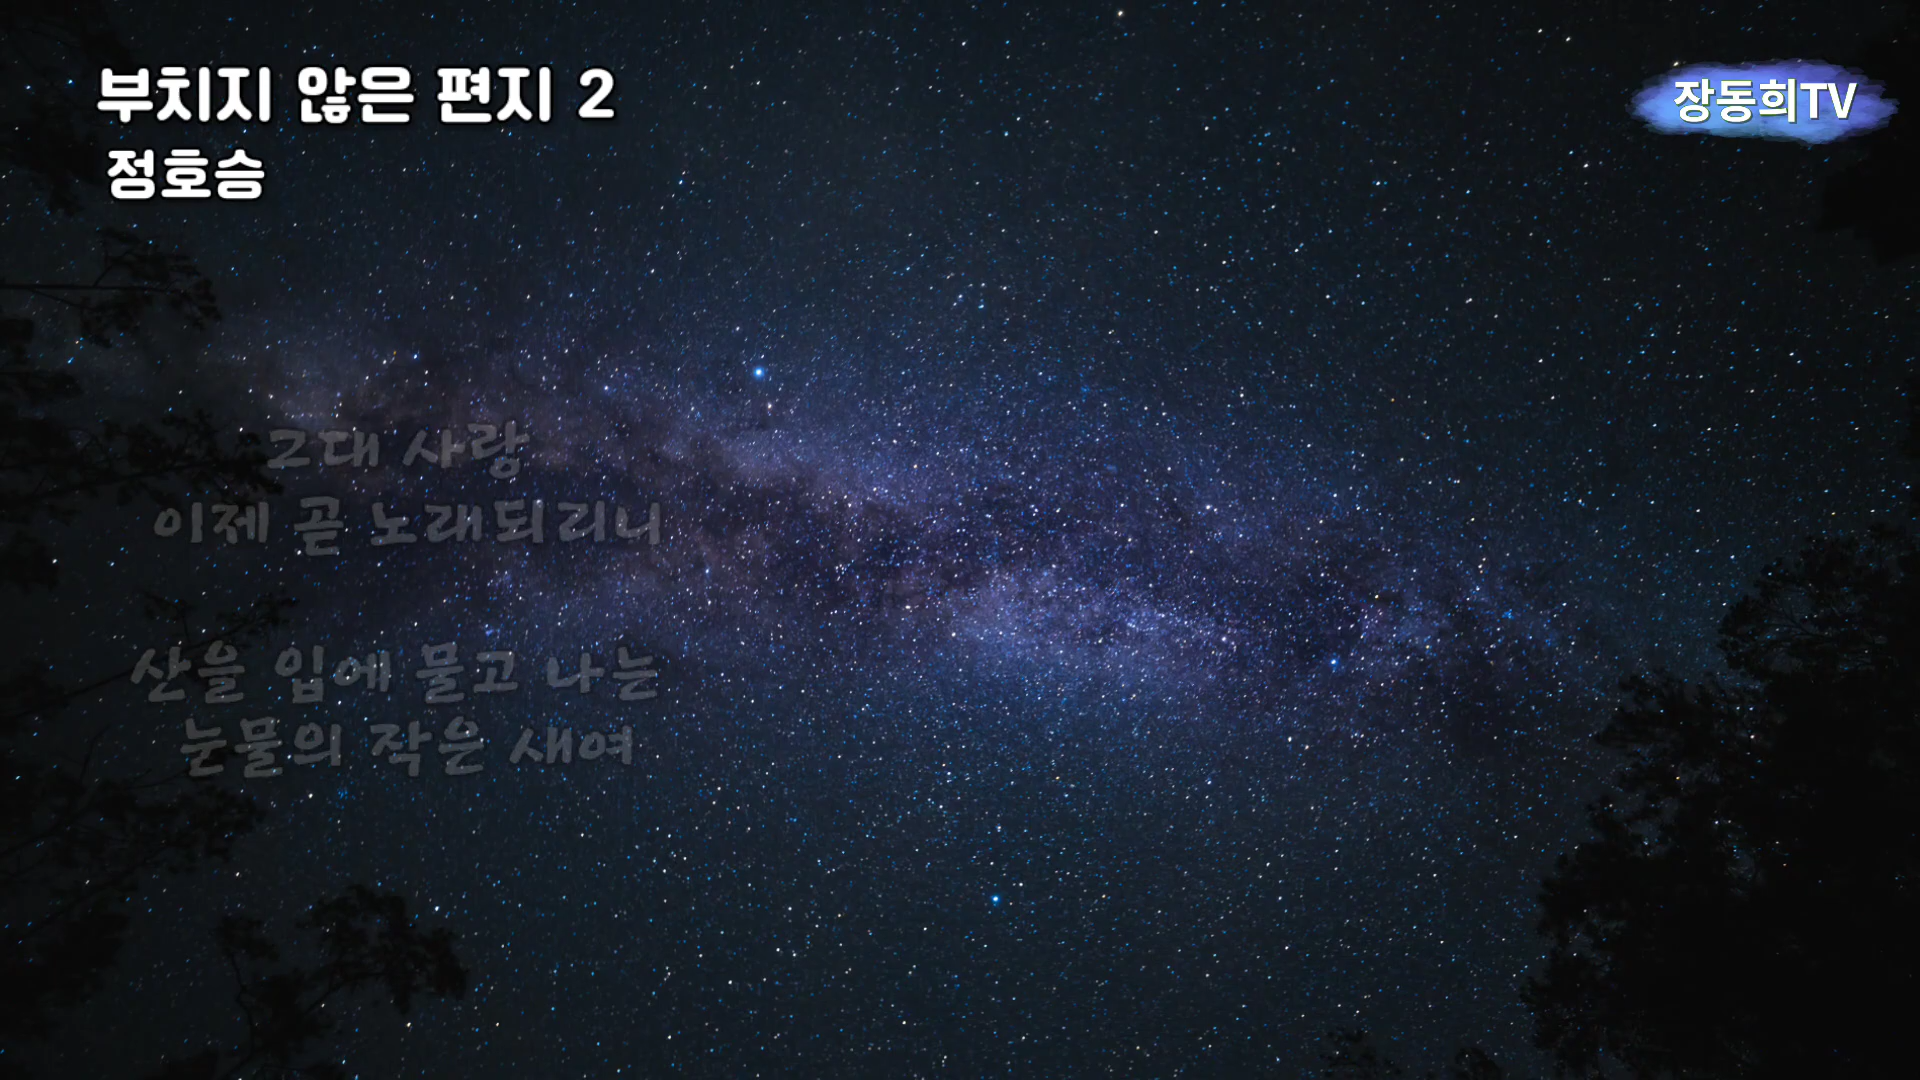 부치지 않은 편지 2
정호승
장동희TV
그대 사랑
이제 곧 노래되리니
산을 입에 물고 나는
눈물의 작은 새여